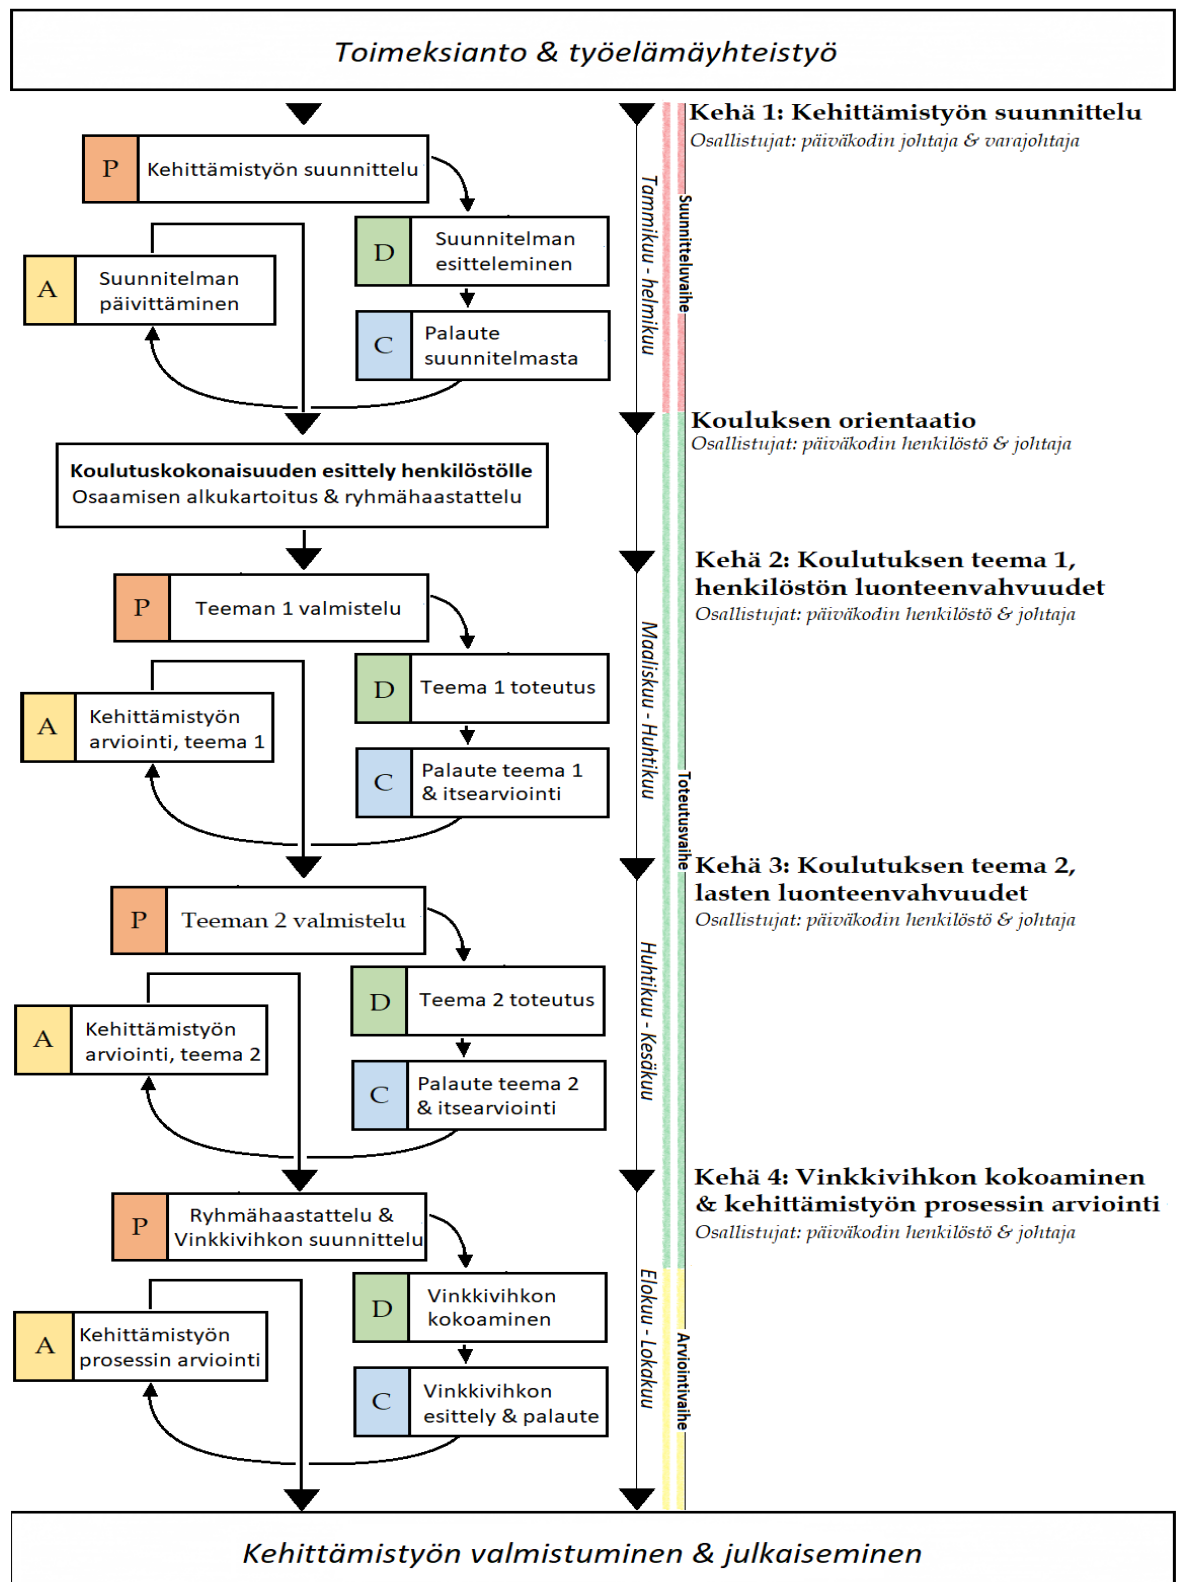 Toimeksianto & työelämäyhteistyö
Kehä 1: Kehittämistyön suunnittelu
Osallistujat: päiväkodin johtaja & varajohtaja
P
Kehittämistyön suunnittelu
D
Suunnitelman
esitteleminen
A
Suunnitelman
päivittäminen
C
Palaute
suunnitelmasta
Tammikuu - helmikuu
Suunnitteluvaihe
Kouluksen orientaatio
Osallistujat: päiväkodin henkilöstö & johtaja
Koulutuskokonaisuuden esittely henkilöstölle
Osaamisen alkukartoitus & ryhmähaastattelu
Kehä 2: Koulutuksen teema 1,
henkilöstön luonteenvahvuudet
Osallistujat: päiväkodin henkilöstö & johtaja
P
Teeman 1 valmistelu
D
Teema 1 toteutus
A
Kehittämistyön
arviointi, teema 1
C
Palaute teema 1
& itsearviointi
Maaliskuu - Huhtikuu
Toteutusvaihe
Kehä 3: Koulutuksen teema 2,
lasten luonteenvahvuudet
Osallistujat: päiväkodin henkilöstö & johtaja
P
Teeman 2 valmistelu
D
Teema 2 toteutus
A
Kehittämistyön
arviointi, teema 2
C
Palaute teema 2
& itsearviointi
Huhtikuu - Kesäkuu
Kehä 4: Vinkkivihkon kokoaminen
& kehittämistyön prosessin arviointi
Osallistujat: päiväkodin henkilöstö & johtaja
P
Ryhmähaastattelu &
Vinkkivihkon suunnittelu
D
Vinkkivihkon
kokoaminen
A
Kehittämistyön
prosessin arviointi
C
Vinkkivihkon
esittely & palaute
Elokuu - Lokakuu
Arviointivaihe
Kehittämistyön valmistuminen & julkaiseminen